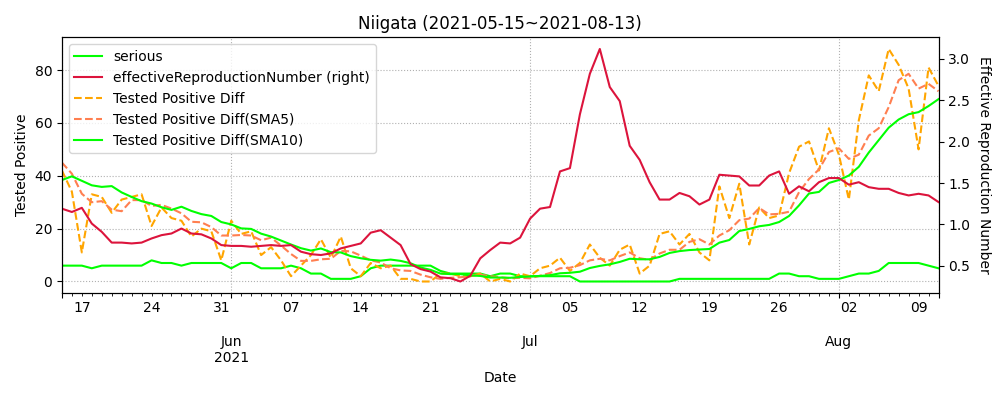 Niigata (2021-05-15~2021-08-13)
serious
effectiveReproductionNumber (right)
Tested Positive Diff
Tested Positive Diff(SMA5)
Tested Positive Diff(SMA10)
Tested Positive
80
60
40
20
0
3.0
2.5
2.0
1.5
1.0
0.5
Effective Reproduction Number
17 24 31 07 14 21 28 05 12 19 26 02 09
Jun Jul Aug
2021
Date